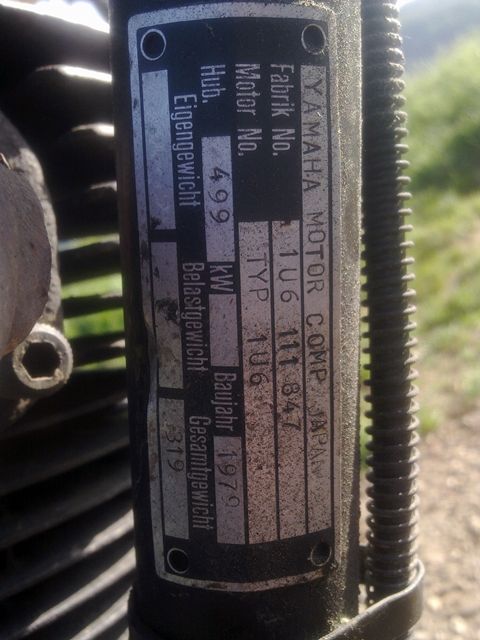 YAMAHA MOTOR COMP JAPAN
Fabrik No. 1U6 111 847
Motor No. TYP 1U6
Hub. 499 kW Baujahr 1979
Eigengewicht Belastgewicht Gesamtgewicht 319